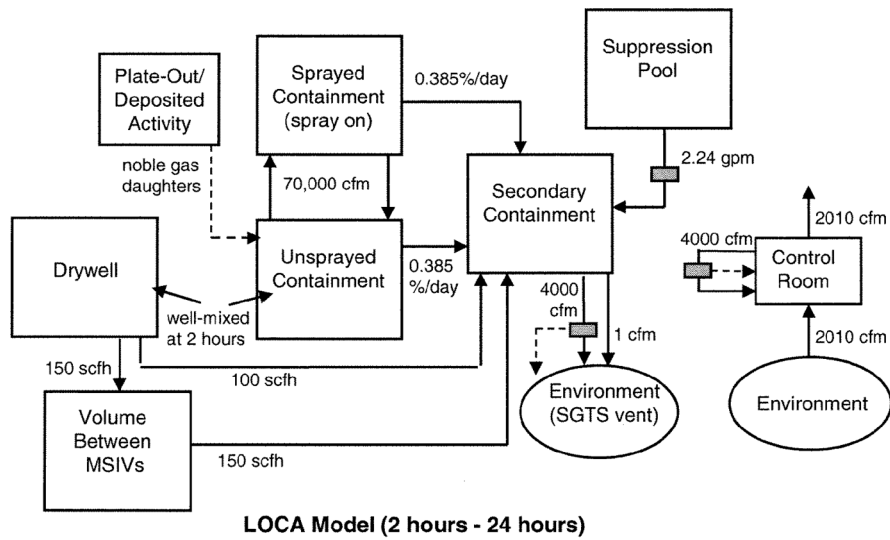 Plate-Out/
Deposited
Activity
Sprayed
Containment
(spray on)
0.385%/day
Suppression
Pool
noble gas
daughters
70,000 cfm
2.24 gpm
Secondary
Containment
2010 cfm
4000 cfm
Control
Room
Drywell
Unsprayed
Containment
0.385
%/day
well-mixed
at 2 hours
4000
cfm
1 cfm
2010 cfm
150 scfh
100 scfh
Environment
(SGTS vent)
Environment
Volume
Between
MSIVs
150 scfh
LOCA Model (2 hours - 24 hours)